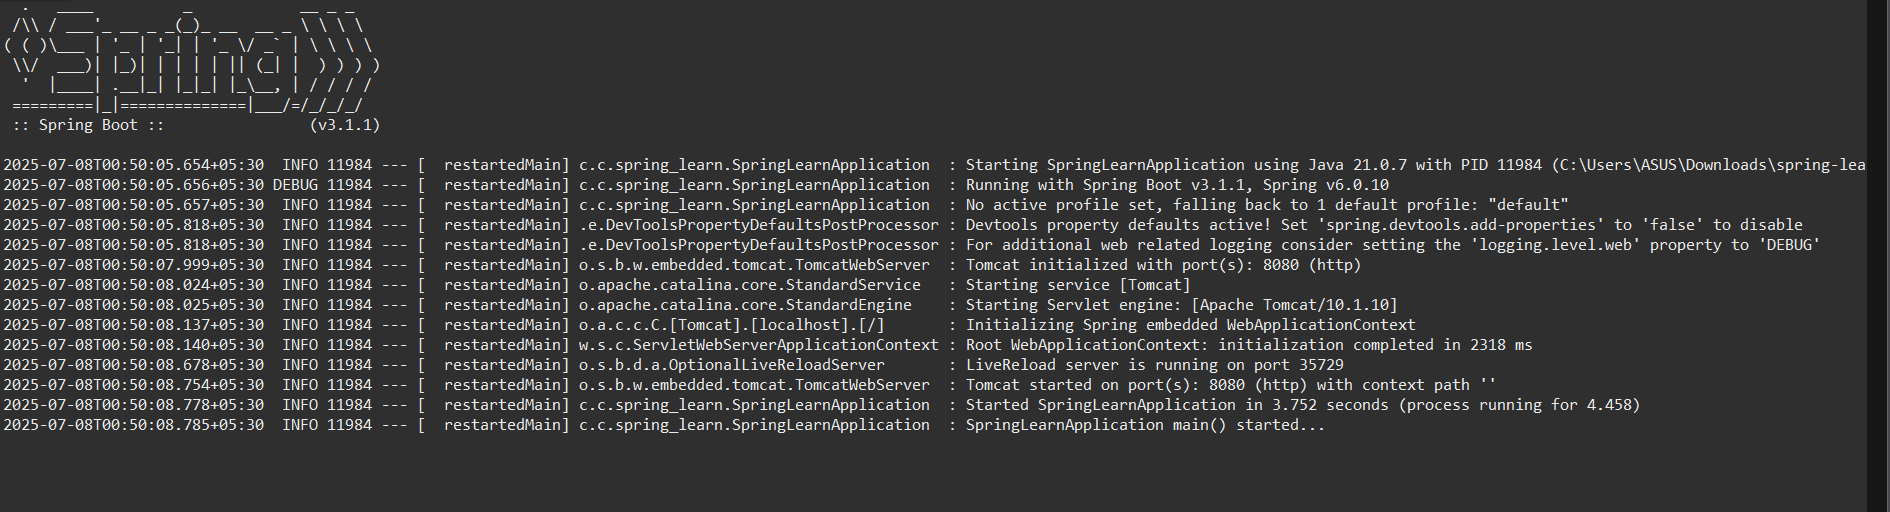 .   ____          _            __ _ _
 /\\ / ___'_ __ _ _(_)_ __  __ _ \ \ \ \
( ( )\___ | '_ | '_| | '_ \/ _` | \ \ \ \
 \\/  ___)| |_)| | | | | || (_| |  ) ) ) )
  '  |____| .__|_| |_|_| |_\__, | / / / /
 =========|_|==============|___/=/_/_/_/
 :: Spring Boot ::                (v3.1.1)
2025-07-08T00:50:05.654+05:30  INFO 11984 --- [  restartedMain] c.c.spring_learn.SpringLearnApplication  : Starting SpringLearnApplication using Java 21.0.7 with PID 11984 (C:\Users\ASUS\Downloads\spring-lea
2025-07-08T00:50:05.656+05:30 DEBUG 11984 --- [  restartedMain] c.c.spring_learn.SpringLearnApplication  : Running with Spring Boot v3.1.1, Spring v6.0.10
2025-07-08T00:50:05.657+05:30  INFO 11984 --- [  restartedMain] c.c.spring_learn.SpringLearnApplication  : No active profile set, falling back to 1 default profile: "default"
2025-07-08T00:50:05.818+05:30  INFO 11984 --- [  restartedMain] .e.DevToolsPropertyDefaultsPostProcessor : Devtools property defaults active! Set 'spring.devtools.add-properties' to 'false' to disable
2025-07-08T00:50:05.818+05:30  INFO 11984 --- [  restartedMain] .e.DevToolsPropertyDefaultsPostProcessor : For additional web related logging consider setting the 'logging.level.web' property to 'DEBUG'
2025-07-08T00:50:07.999+05:30  INFO 11984 --- [  restartedMain] o.s.b.w.embedded.tomcat.TomcatWebServer  : Tomcat initialized with port(s): 8080 (http)
2025-07-08T00:50:08.024+05:30  INFO 11984 --- [  restartedMain] o.apache.catalina.core.StandardService   : Starting service [Tomcat]
2025-07-08T00:50:08.025+05:30  INFO 11984 --- [  restartedMain] o.apache.catalina.core.StandardEngine    : Starting Servlet engine: [Apache Tomcat/10.1.10]
2025-07-08T00:50:08.137+05:30  INFO 11984 --- [  restartedMain] o.a.c.c.C.[Tomcat].[localhost].[/]       : Initializing Spring embedded WebApplicationContext
2025-07-08T00:50:08.140+05:30  INFO 11984 --- [  restartedMain] w.s.c.ServletWebServerApplicationContext : Root WebApplicationContext: initialization completed in 2318 ms
2025-07-08T00:50:08.678+05:30  INFO 11984 --- [  restartedMain] o.s.b.d.a.OptionalLiveReloadServer       : LiveReload server is running on port 35729
2025-07-08T00:50:08.754+05:30  INFO 11984 --- [  restartedMain] o.s.b.w.embedded.tomcat.TomcatWebServer  : Tomcat started on port(s): 8080 (http) with context path ''
2025-07-08T00:50:08.778+05:30  INFO 11984 --- [  restartedMain] c.c.spring_learn.SpringLearnApplication  : Started SpringLearnApplication in 3.752 seconds (process running for 4.458)
2025-07-08T00:50:08.785+05:30  INFO 11984 --- [  restartedMain] c.c.spring_learn.SpringLearnApplication  : SpringLearnApplication main() started...